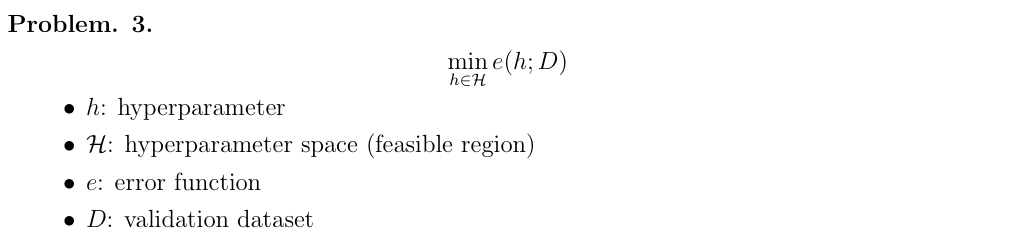 Problem. 3.
min e(h; D)
h∈ℋ
• h: hyperparameter
• ℋ: hyperparameter space (feasible region)
• e: error function
• D: validation dataset